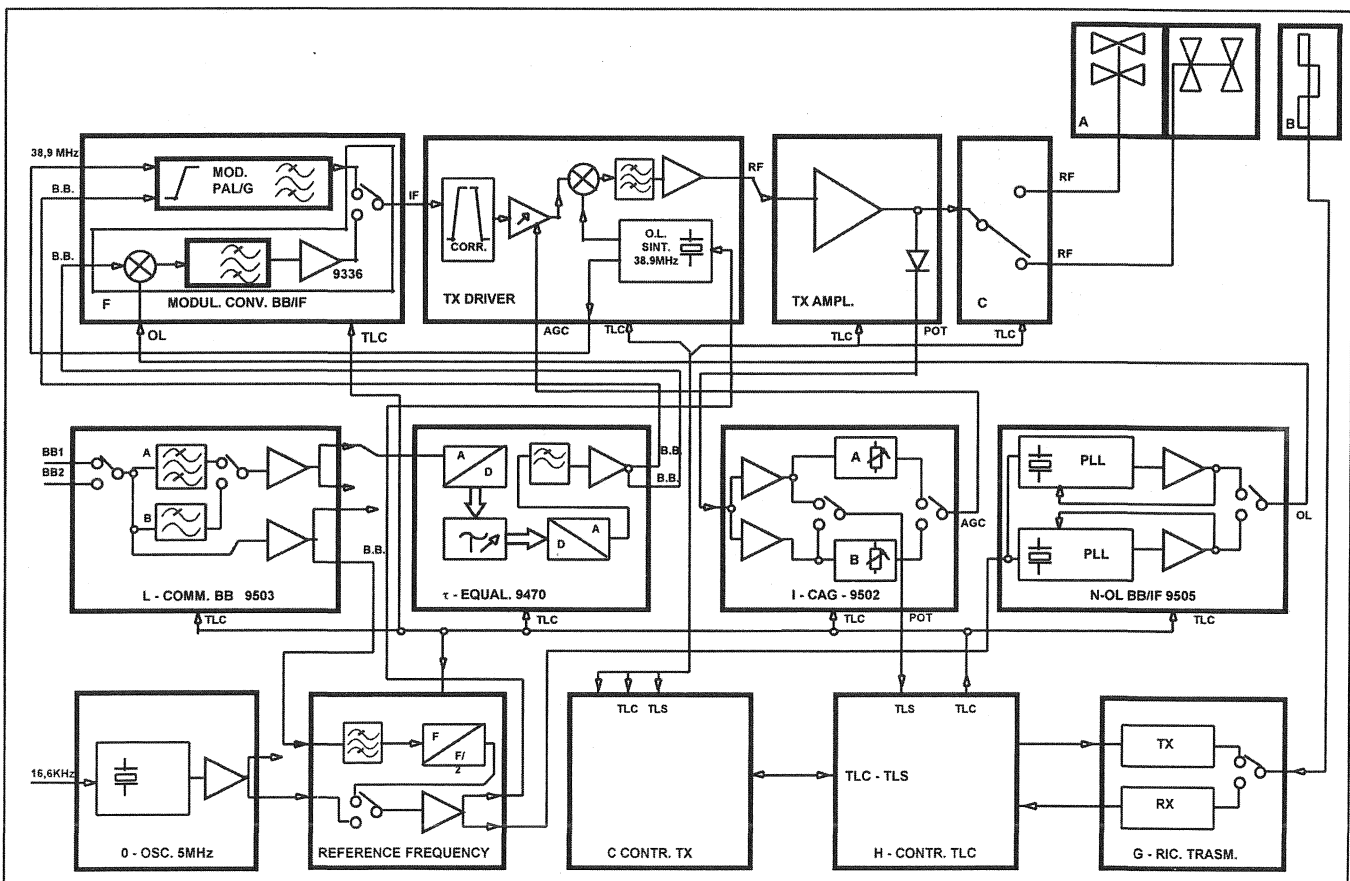 A
B
38,9 MHz
B.B.
MOD.
PAL/G
B.B.
9336
F
MODUL. CONV. BB/IF
OL
TLC
IF
CORR.
O.L.
SINT.
38.9MHz
TX DRIVER
AGC
TLC
RF
TX AMPL.
TLC
POT
RF
RF
C
TLC
BB1
BB2
A
B
B.B.
L - COMM. BB 9503
TLC
A
D
D
A
B.B.
B.B.
τ - EQUAL. 9470
TLC
A
B
AGC
I - CAG - 9502
TLC
POT
PLL
PLL
OL
N-OL BB/IF 9505
TLC
16,6KHz
0 - OSC. 5MHz
F
F/
2
REFERENCE FREQUENCY
TLC TLS
C CONTR. TX
TLS TLC
TLC - TLS
H - CONTR. TLC
TX
RX
G - RIC. TRASM.